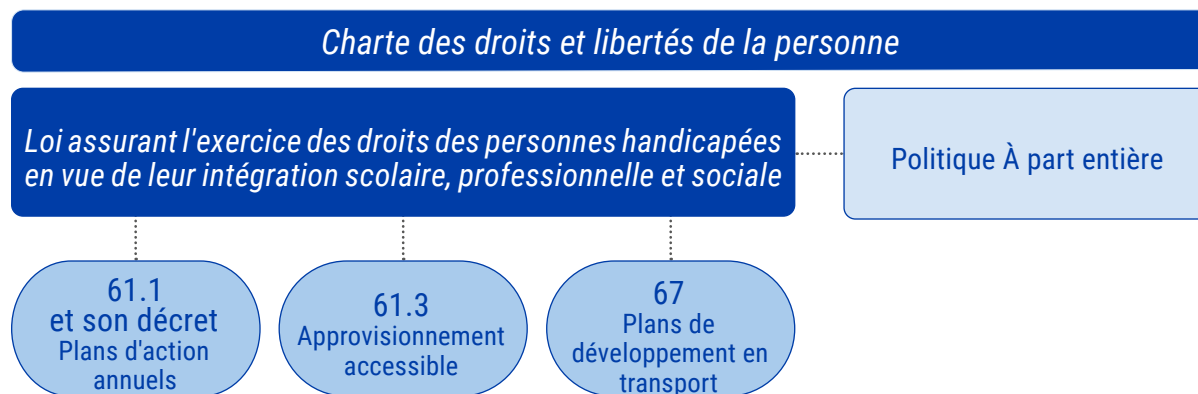 Charte des droits et libertés de la personne
Loi assurant l'exercice des droits des personnes handicapées
en vue de leur intégration scolaire, professionnelle et sociale
Politique À part entière
61.1
et son décret
Plans d'action
annuels
61.3
Approvisionnement
accessible
67
Plans de
développement en
transport